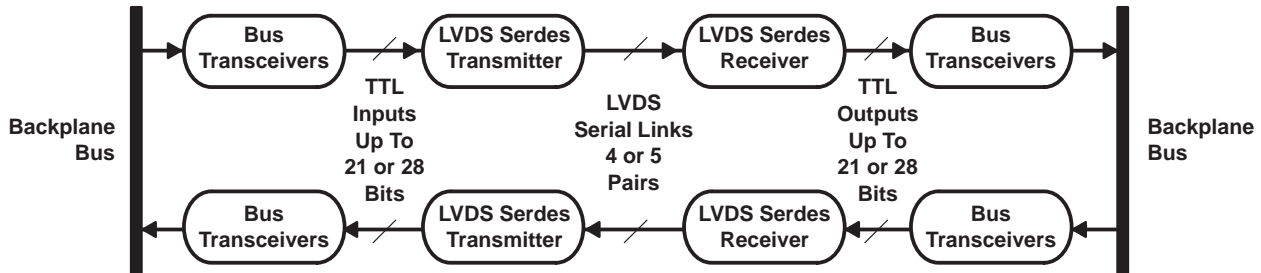 Bus
Transceivers
LVDS Serdes
Transmitter
LVDS Serdes
Receiver
Bus
Transceivers
Backplane
Bus
TTL
Inputs
Up To
21 or 28
Bits
LVDS
Serial Links
4 or 5
Pairs
TTL
Outputs
Up To
21 or 28
Bits
Backplane
Bus
Bus
Transceivers
LVDS Serdes
Transmitter
LVDS Serdes
Receiver
Bus
Transceivers